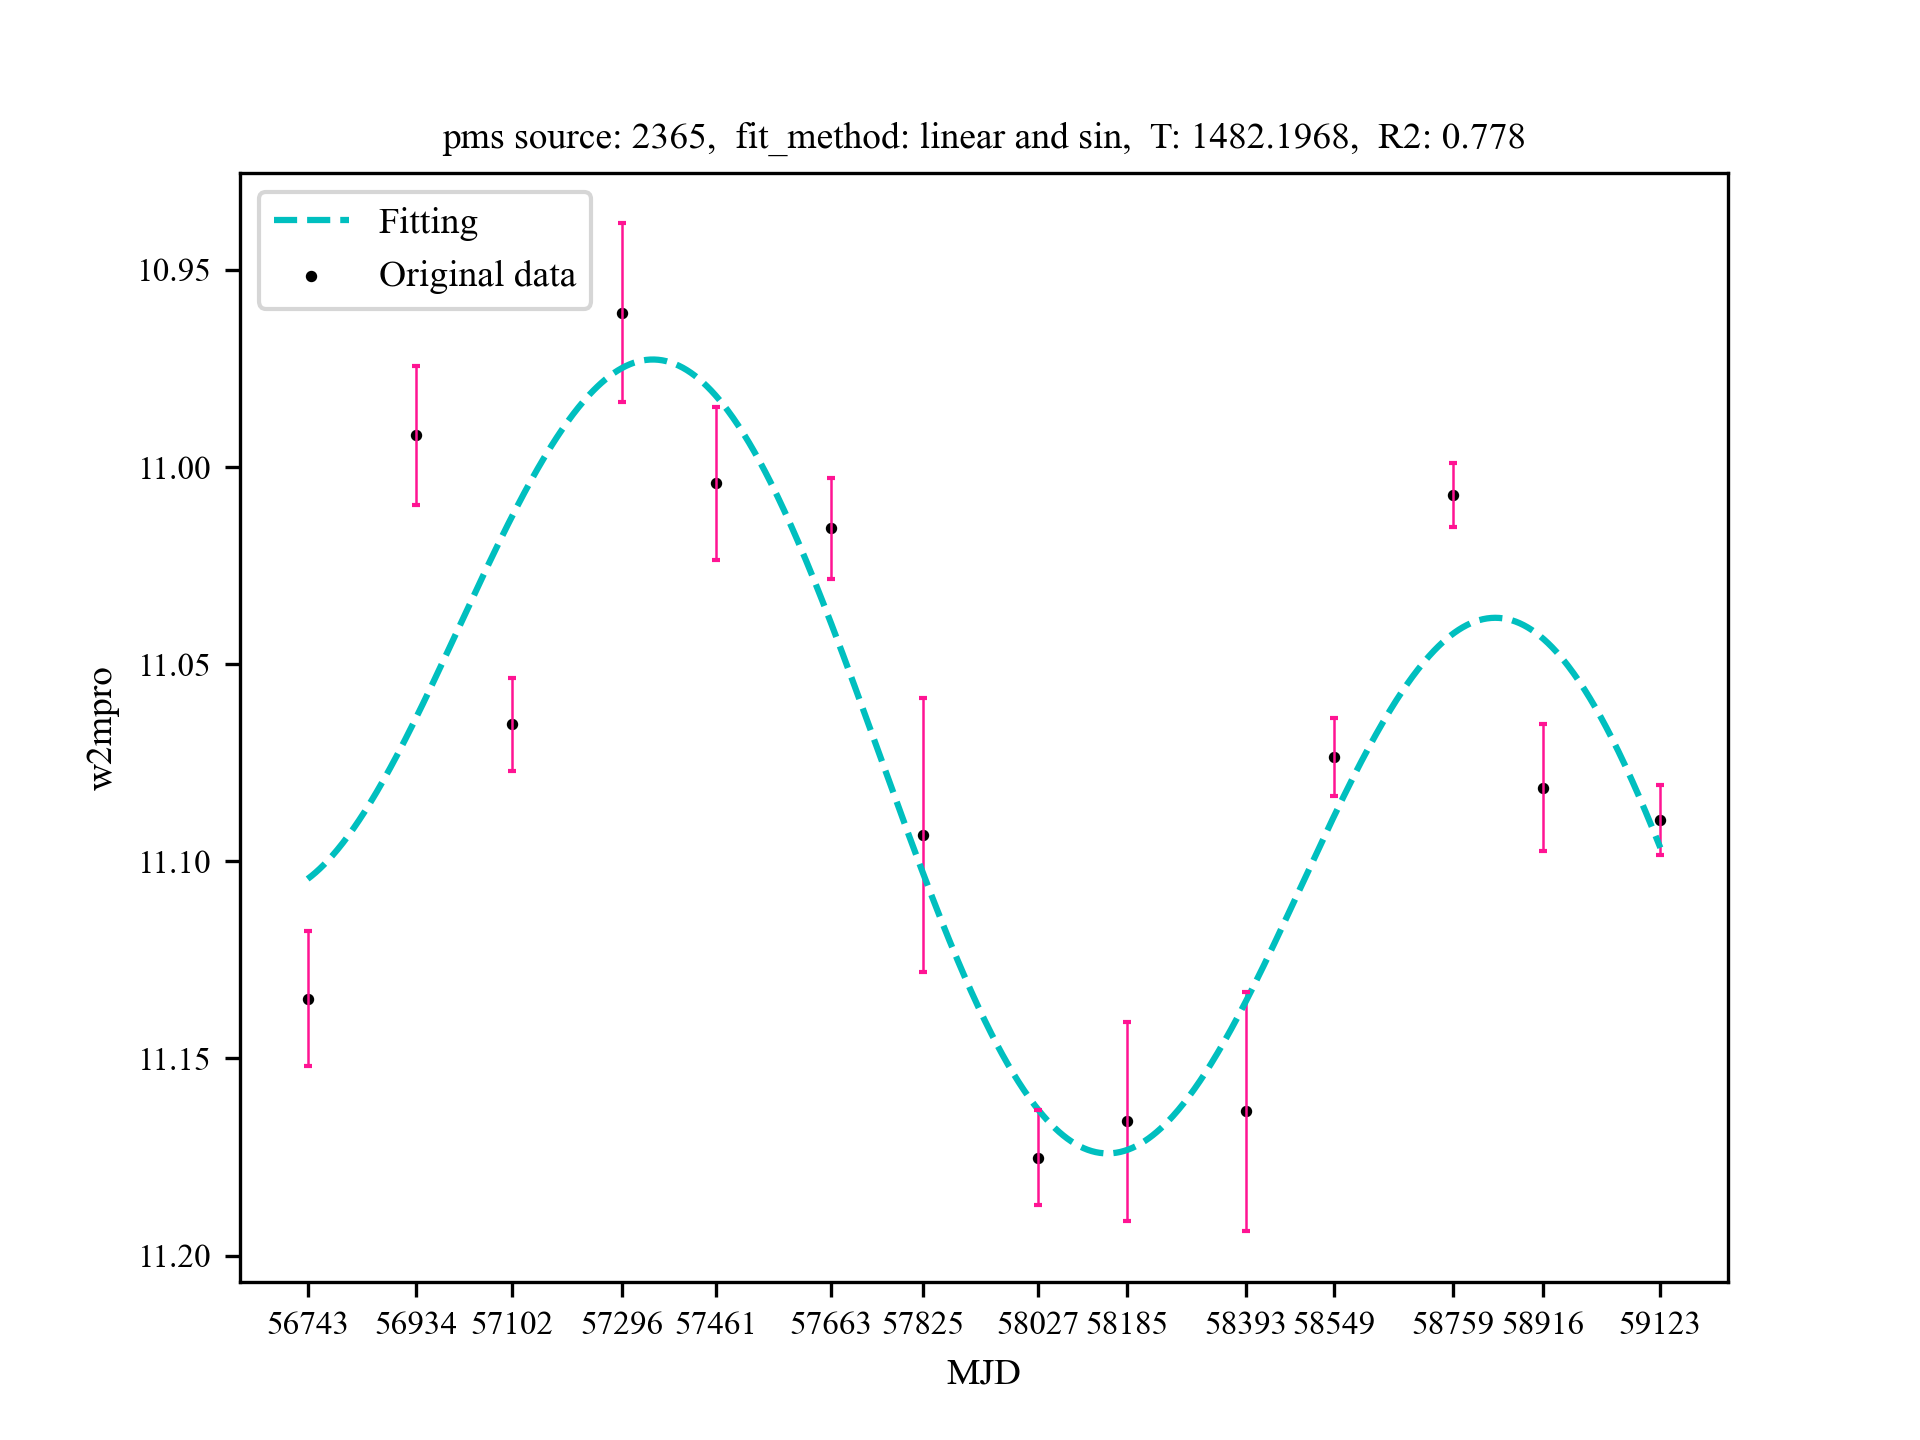 pms source: 2365,  fit_method: linear and sin,  T: 1482.1968,  R2: 0.778
Fitting
Original data
10.95
11.00
11.05
11.10
11.15
11.20
w2mpro
56743 56934 57102 57296 57461 57663 57825 58027 58185 58393 58549 58759 58916 59123
MJD